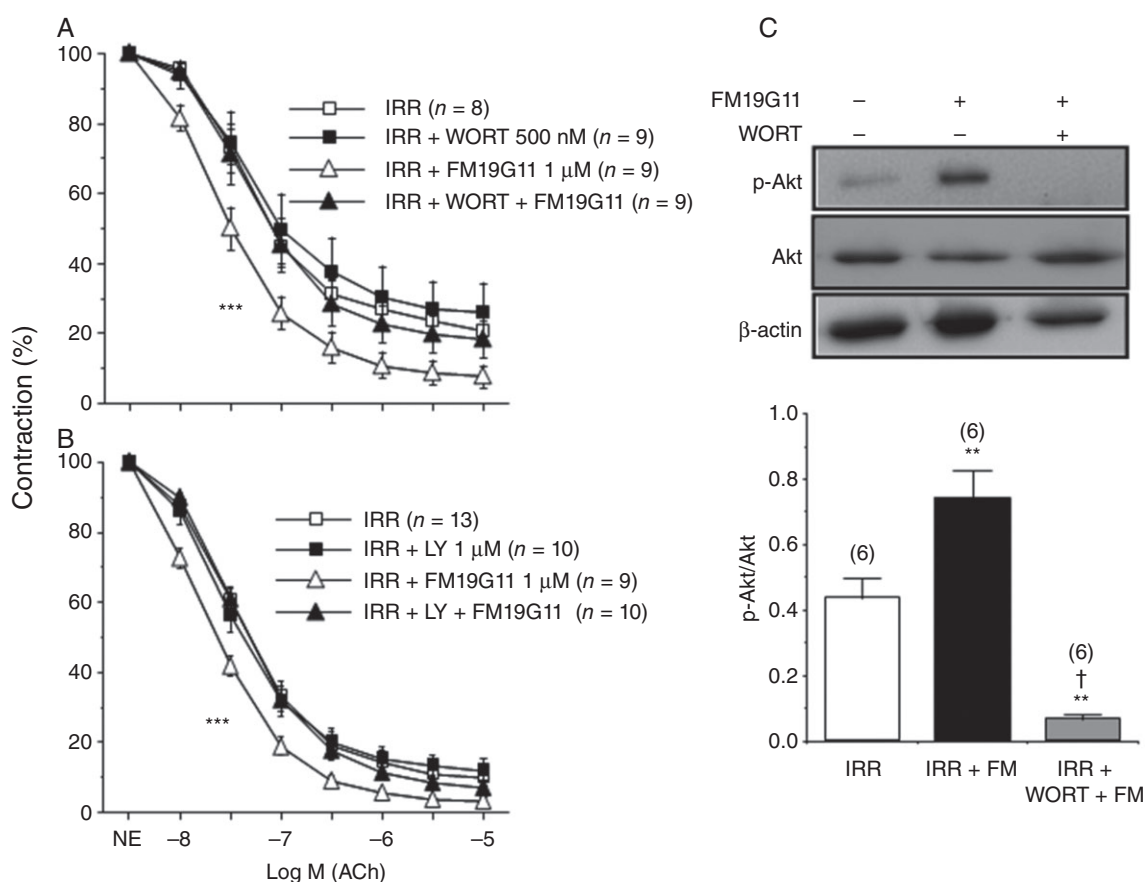 A
100
80
60
40
20
0
IRR (n = 8)
IRR + WORT 500 nM (n = 9)
IRR + FM19G11 1 μM (n = 9)
IRR + WORT + FM19G11 (n = 9)
***
Contraction (%)
B
100
80
60
40
20
0
IRR (n = 13)
IRR + LY 1 μM (n = 10)
IRR + FM19G11 1 μM (n = 9)
IRR + LY + FM19G11 (n = 10)
***
NE –8 –7 –6 –5
Log M (ACh)
C
FM19G11 – + +
WORT – – +
p-Akt
Akt
β-actin
p-Akt/Akt
1.0
0.8
0.6
0.4
0.2
0.0
(6)
(6)
**
(6)
†
**
IRR IRR + FM IRR +
WORT + FM